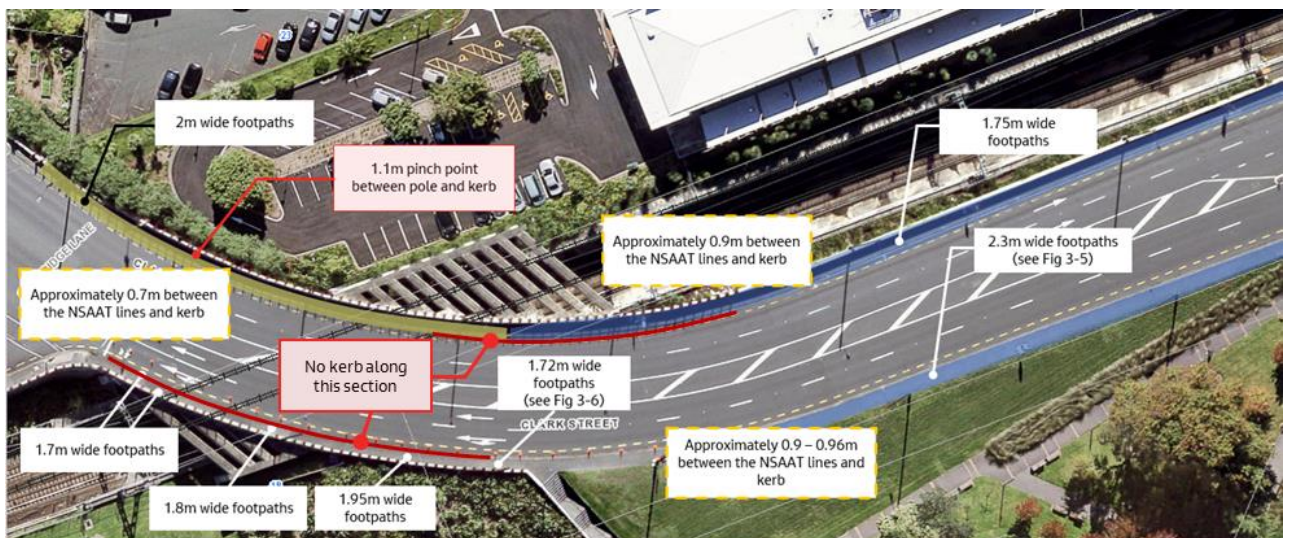 23
2m wide footpaths
1.1m pinch point
between pole and kerb
1.75m wide
footpaths
Approximately 0.9m between
the NSAAT lines and kerb
2.3m wide footpaths
(see Fig 3-5)
Approximately 0.7m between
the NSAAT lines and kerb
No kerb along
this section
1.72m wide
footpaths
(see Fig 3-6)
CLARK STREET
1.7m wide footpaths
Approximately 0.9 – 0.96m
between the NSAAT lines and
kerb
1.8m wide footpaths
1.95m wide
footpaths